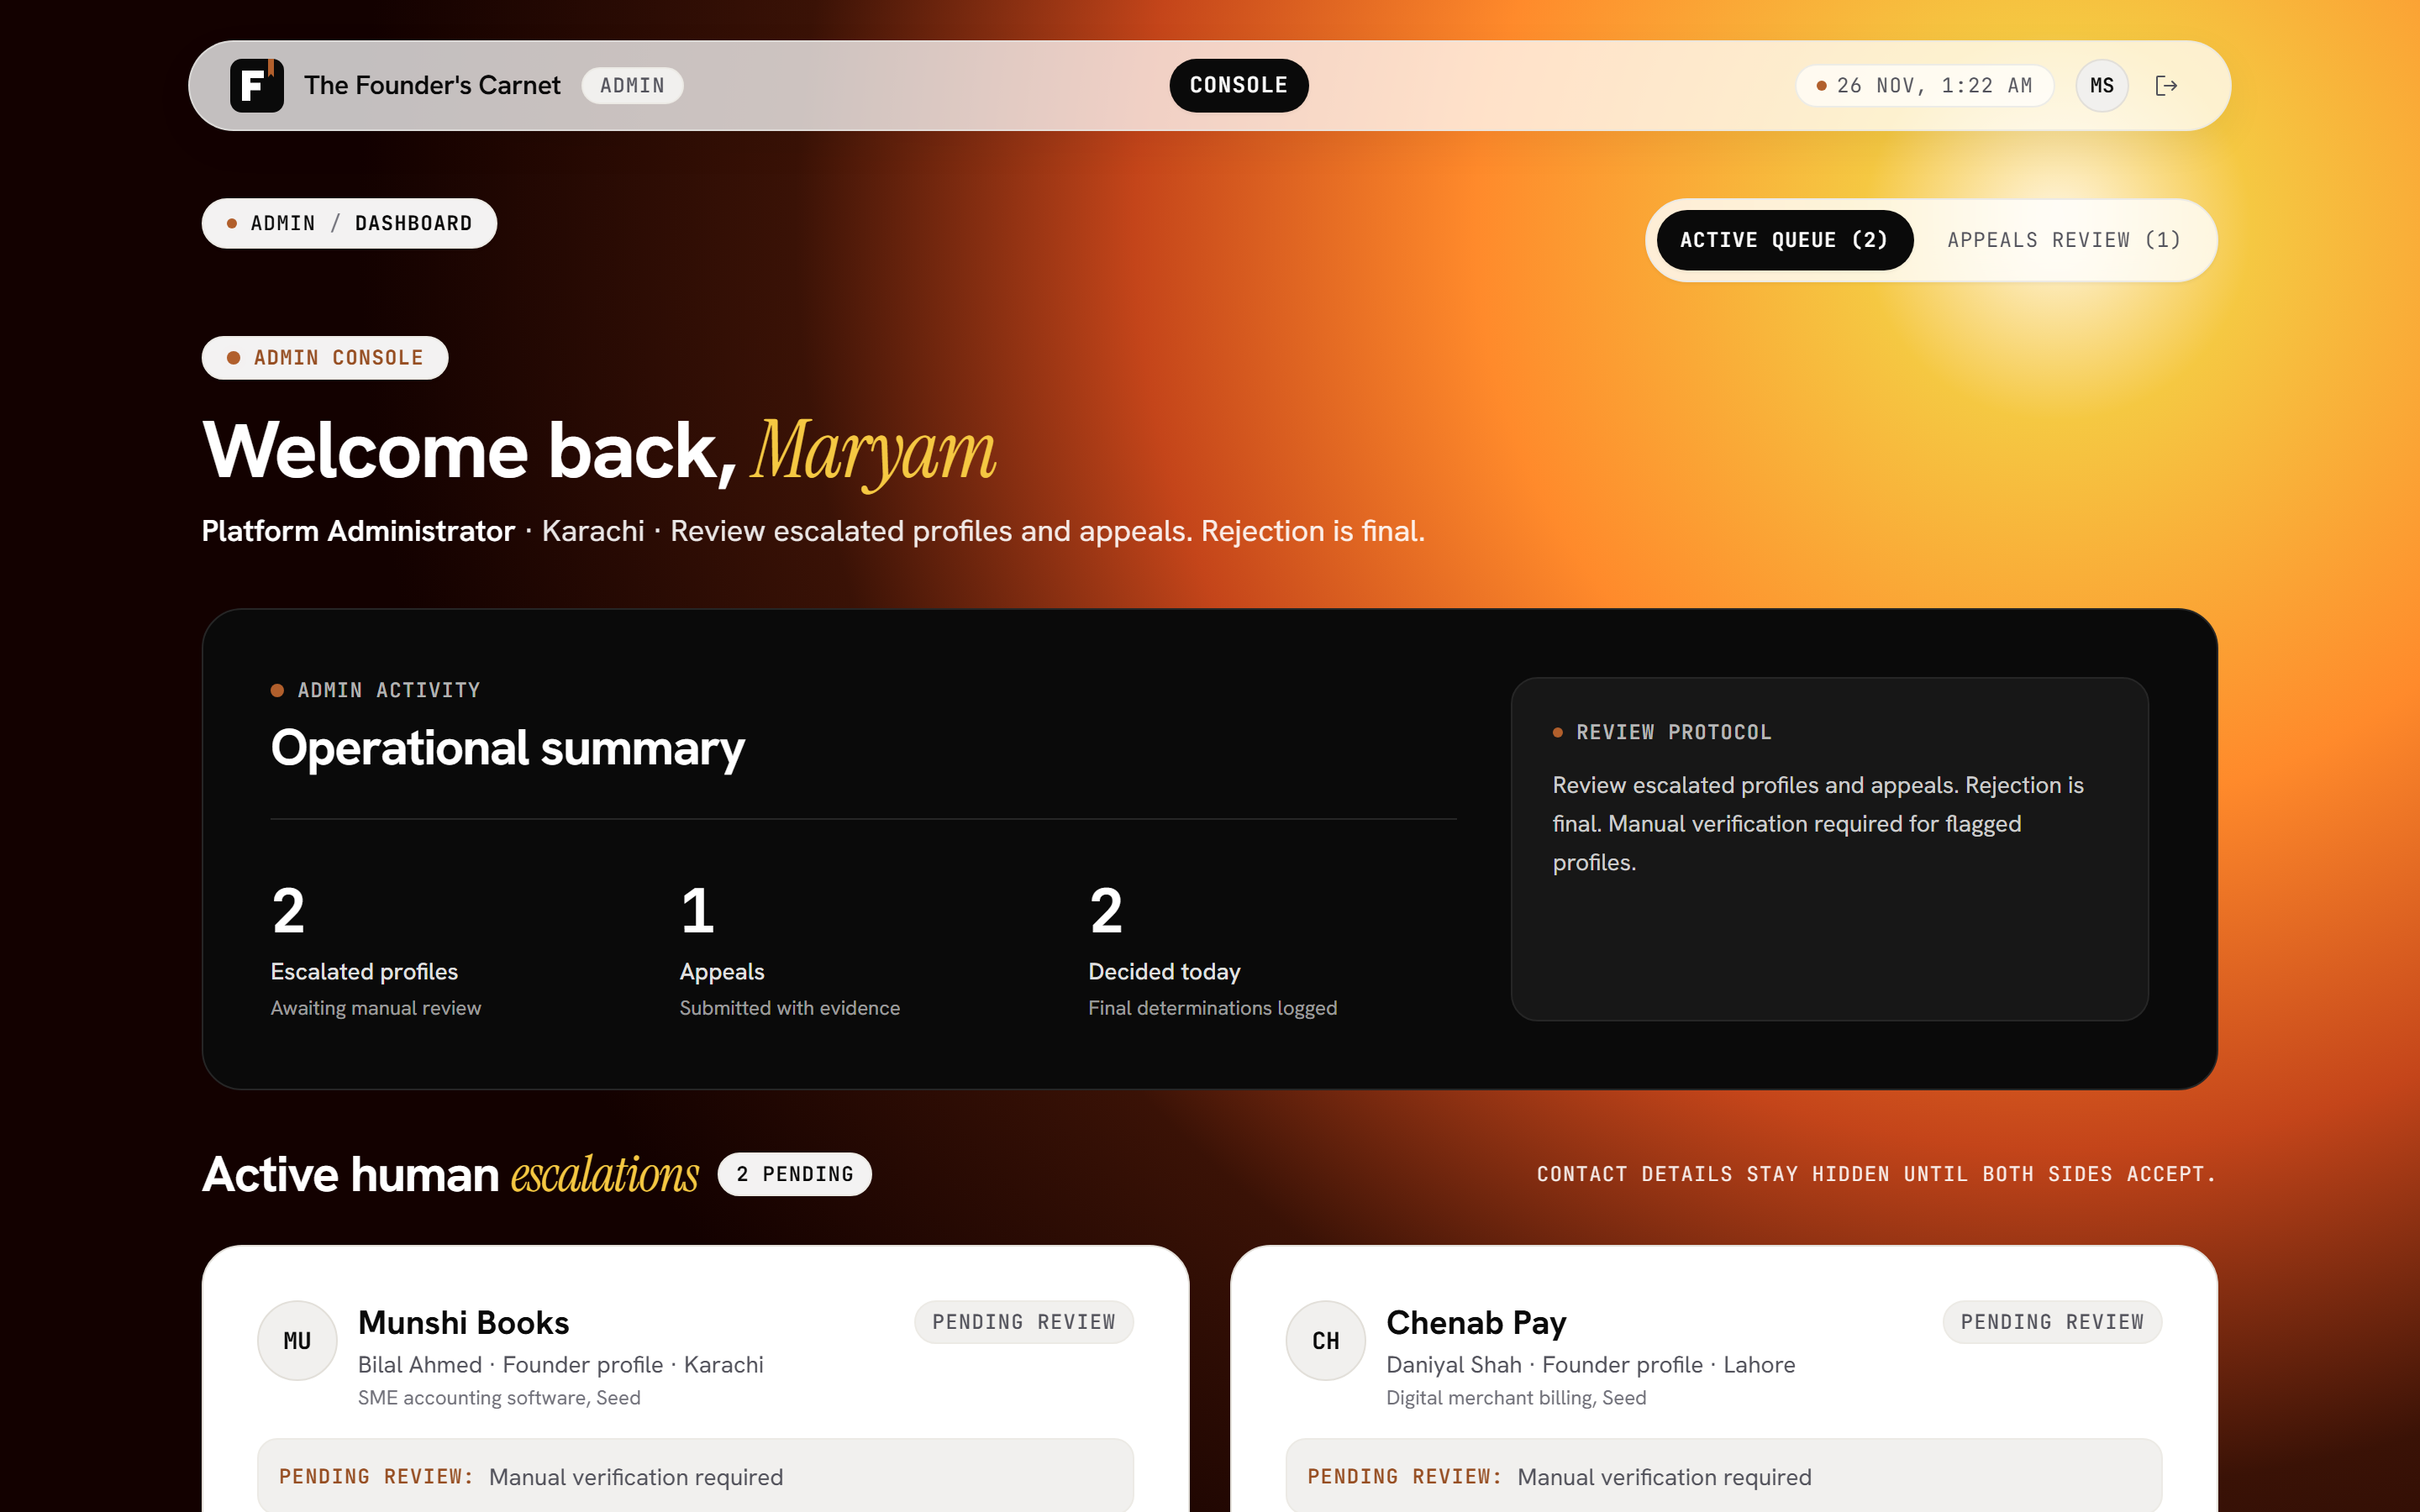 The Founder's Carnet ADMIN CONSOLE 26 NOV, 1:22 AM MS
ADMIN / DASHBOARD
ACTIVE QUEUE (2) APPEALS REVIEW (1)
ADMIN CONSOLE
Welcome back, Maryam
Platform Administrator · Karachi · Review escalated profiles and appeals. Rejection is final.
ADMIN ACTIVITY
Operational summary
2
Escalated profiles
Awaiting manual review
1
Appeals
Submitted with evidence
2
Decided today
Final determinations logged
REVIEW PROTOCOL
Review escalated profiles and appeals. Rejection is
final. Manual verification required for flagged
profiles.
Active human escalations 2 PENDING
CONTACT DETAILS STAY HIDDEN UNTIL BOTH SIDES ACCEPT.
MU
Munshi Books
PENDING REVIEW
Bilal Ahmed · Founder profile · Karachi
SME accounting software, Seed
PENDING REVIEW: Manual verification required
CH
Chenab Pay
PENDING REVIEW
Daniyal Shah · Founder profile · Lahore
Digital merchant billing, Seed
PENDING REVIEW: Manual verification required